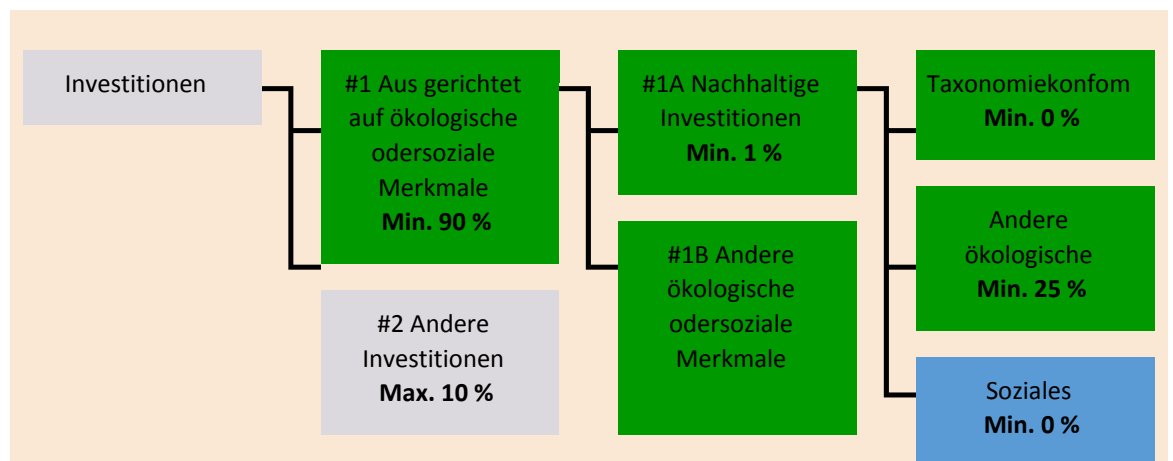 Investitionen
#1 Aus gerichtet
auf ökologische
odersoziale
Merkmale
Min. 90 %
#2 Andere
Investitionen
Max. 10 %
#1A Nachhaltige
Investitionen
Min. 1 %
#1B Andere
ökologische
odersoziale
Merkmale
Taxonomiekonfom
Min. 0 %
Andere
ökologische
Min. 25 %
Soziales
Min. 0 %